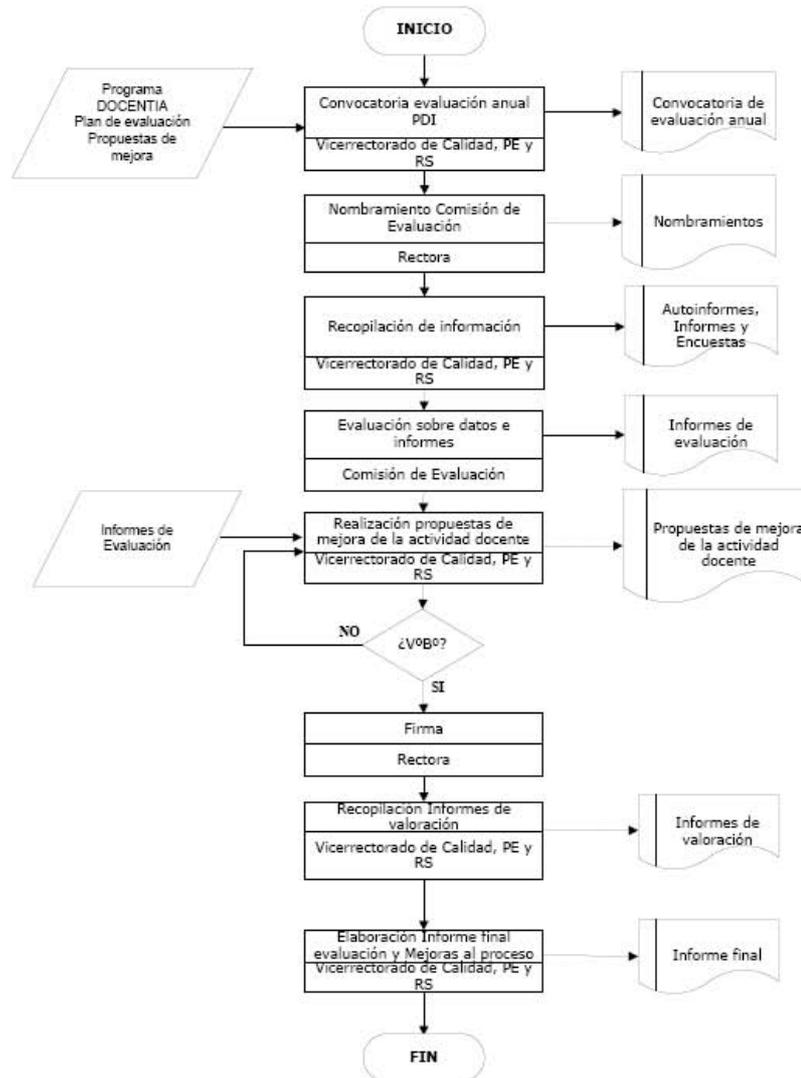 INICIO
Programa
DOCENTIA
Plan de evaluación
Propuestas de
mejora
Convocatoria evaluación anual
PDI
Vicerrectorado de Calidad, PE y
RS
Convocatoria de
evaluación anual
Nombramiento Comisión de
Evaluación
Rectora
Nombramientos
Recopilación de información
Vicerrectorado de Calidad, PE y
RS
Autoinformes,
Informes y
Encuestas
Evaluación sobre datos e
informes
Comisión de Evaluación
Informes de
evaluación
Informes de
Evaluación
Realización propuestas de
mejora de la actividad docente
Vicerrectorado de Calidad, PE y
RS
Propuestas de mejora
de la actividad
docente
NO
¿VºBº?
SI
Firma
Rectora
Recopilación Informes de
valoración
Vicerrectorado de Calidad, PE y
RS
Informes de
valoración
Elaboración Informe final
evaluación y Mejoras al proceso
Vicerrectorado de Calidad, PE y
RS
Informe final
FIN